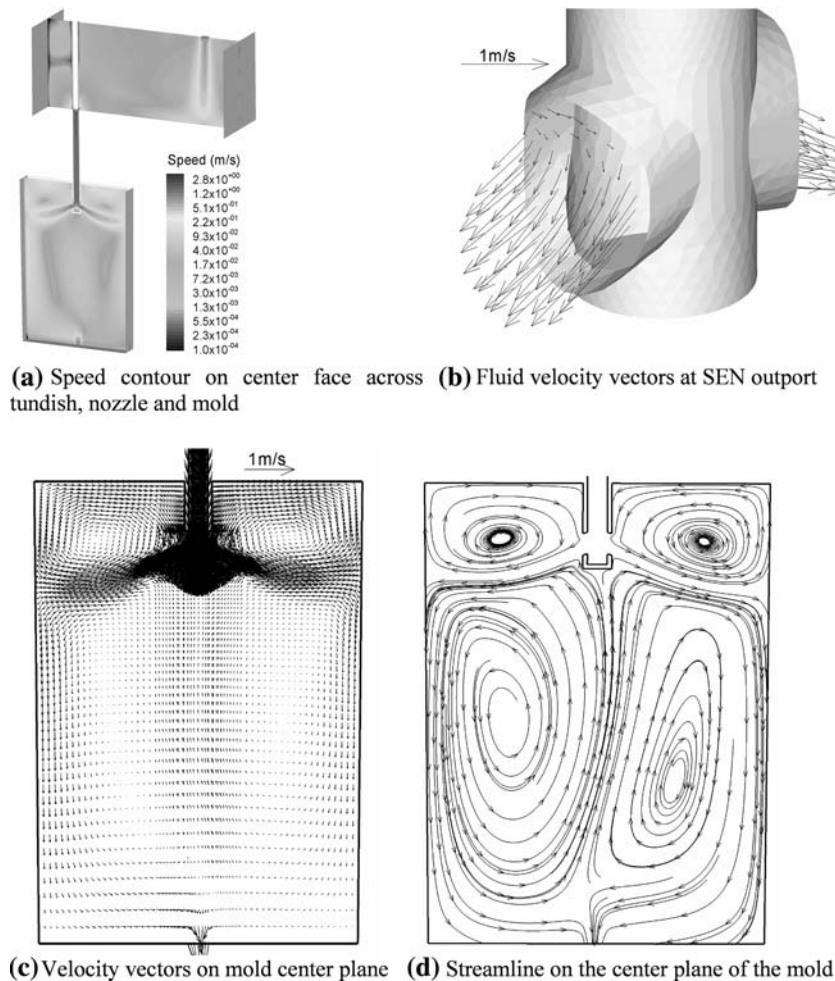 1m/s
Speed (m/s)
2.8x10⁺⁰⁰
1.2x10⁺⁰⁰
5.1x10⁻⁰¹
2.2x10⁻⁰¹
9.3x10⁻⁰²
4.0x10⁻⁰²
1.7x10⁻⁰²
7.2x10⁻⁰³
3.0x10⁻⁰³
1.3x10⁻⁰³
5.5x10⁻⁰⁴
2.3x10⁻⁰⁴
1.0x10⁻⁰⁴
(a) Speed contour on center face across
tundish, nozzle and mold
(b) Fluid velocity vectors at SEN outport
1m/s
(c) Velocity vectors on mold center plane
(d) Streamline on the center plane of the mold